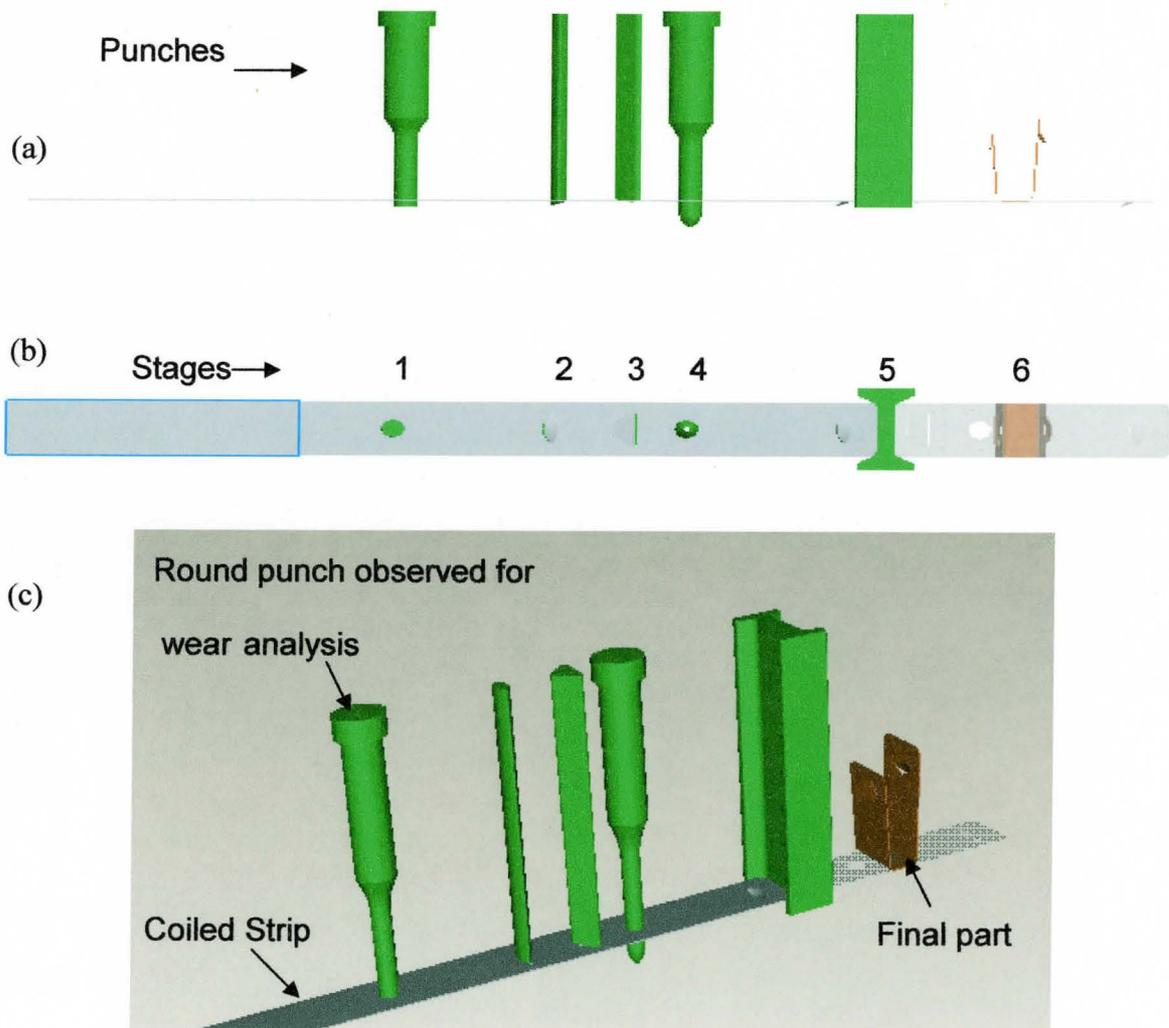 Punches
(a)
(b)
Stages
1 2 3 4 5 6
(c)
Round punch observed for
wear analysis
Coiled Strip
Final part